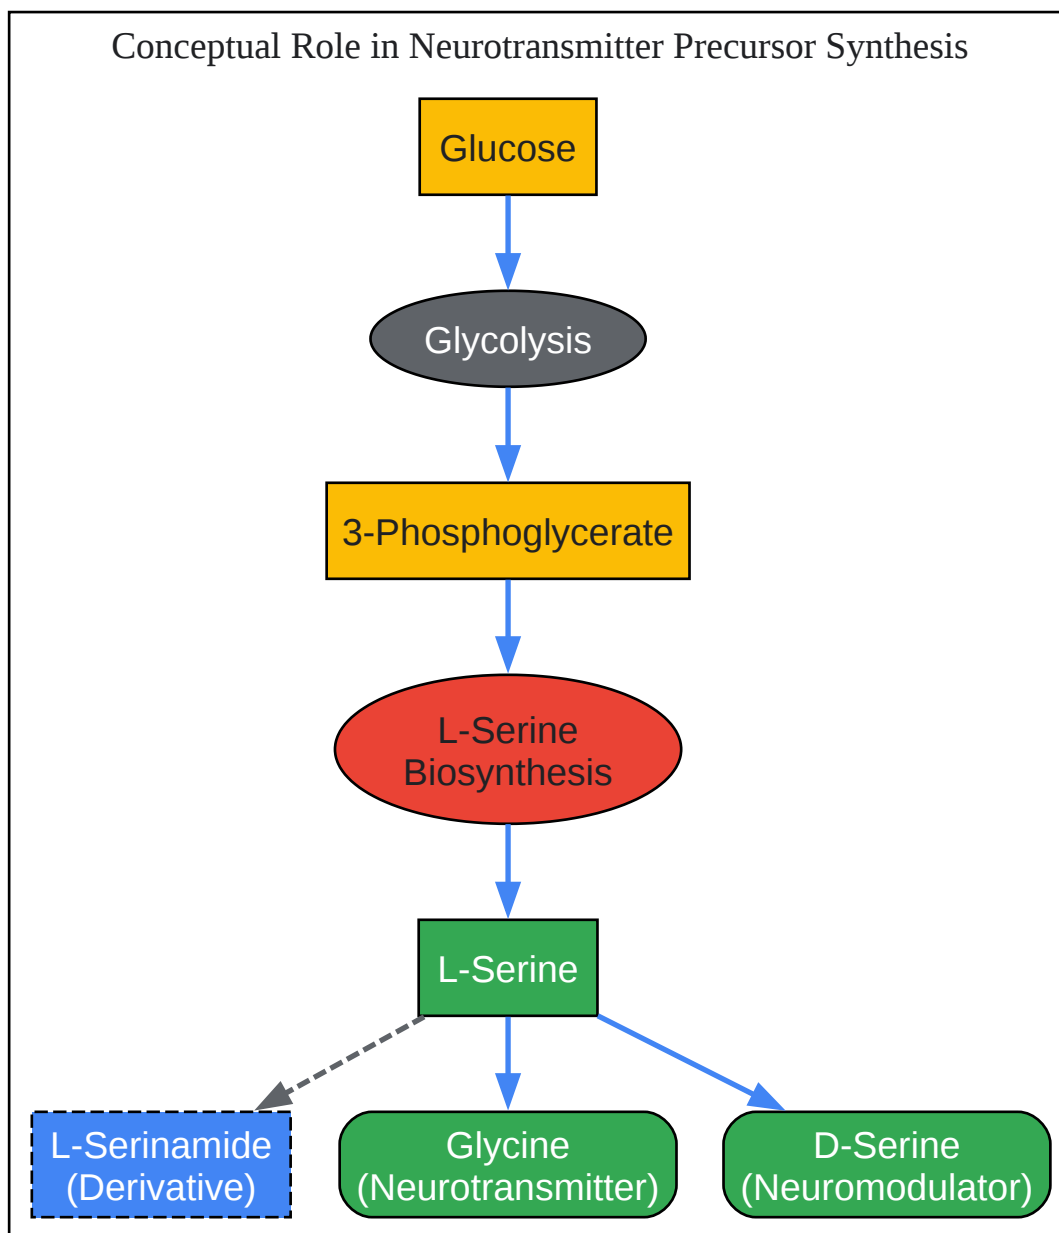 Conceptual Role in Neurotransmitter Precursor Synthesis
Glucose
Glycolysis
3-Phosphoglycerate
L-Serine
Biosynthesis
L-Serine
L-Serinamide
(Derivative)
Glycine
(Neurotransmitter)
D-Serine
(Neuromodulator)